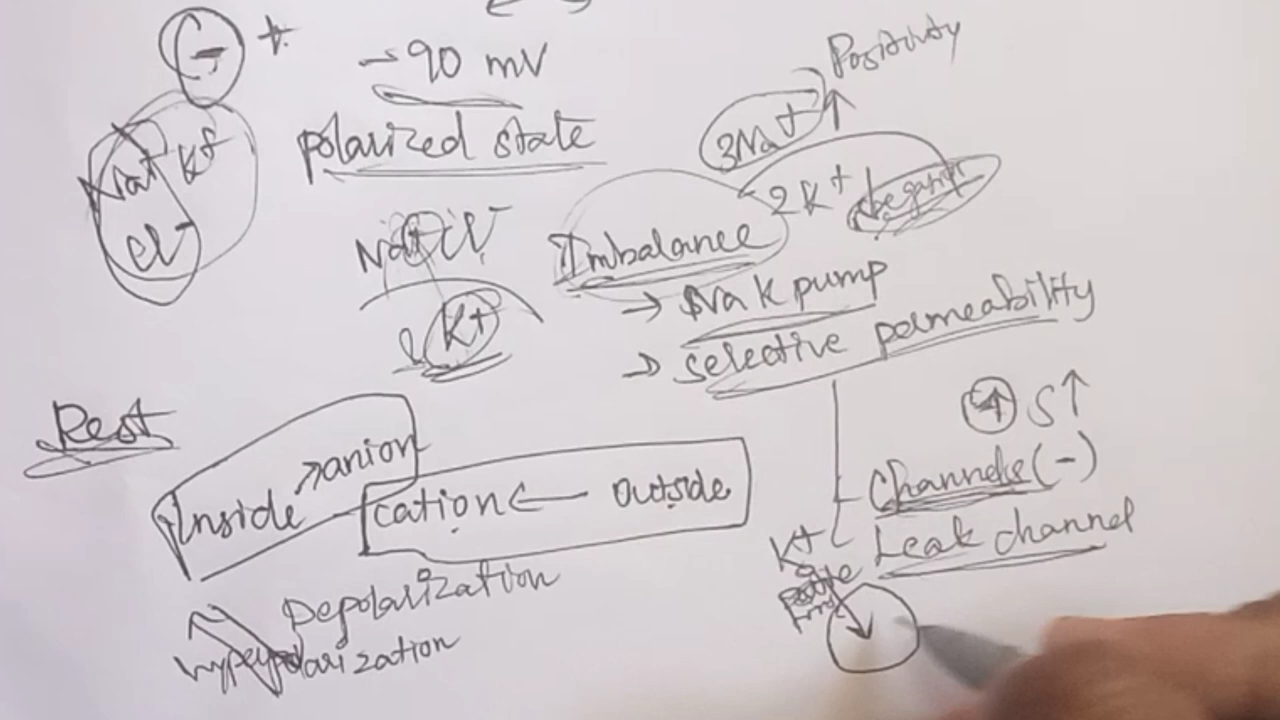 - +
-90 mV
polarized state
Na+ K+
Cl-
Na+ Cl-
K+
Positivity
3Na+ ↑
2K+
Imbalance
→ Na K pump
→ selective permeability
↑ S↑
Channels (-)
Leak channel
K+
Rest
Inside → anion
cation ← Outside
Depolarization
hyperpolarization